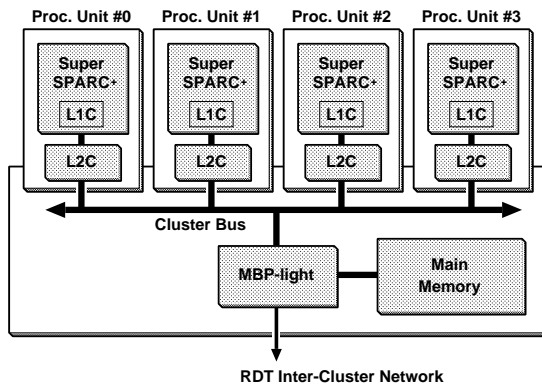 Proc. Unit #0 Proc. Unit #1 Proc. Unit #2 Proc. Unit #3
Super Super Super Super
SPARC+ SPARC+ SPARC+ SPARC+
L1C L1C L1C L1C
L2C L2C L2C L2C
Cluster Bus
MBP-light
Main
Memory
RDT Inter-Cluster Network